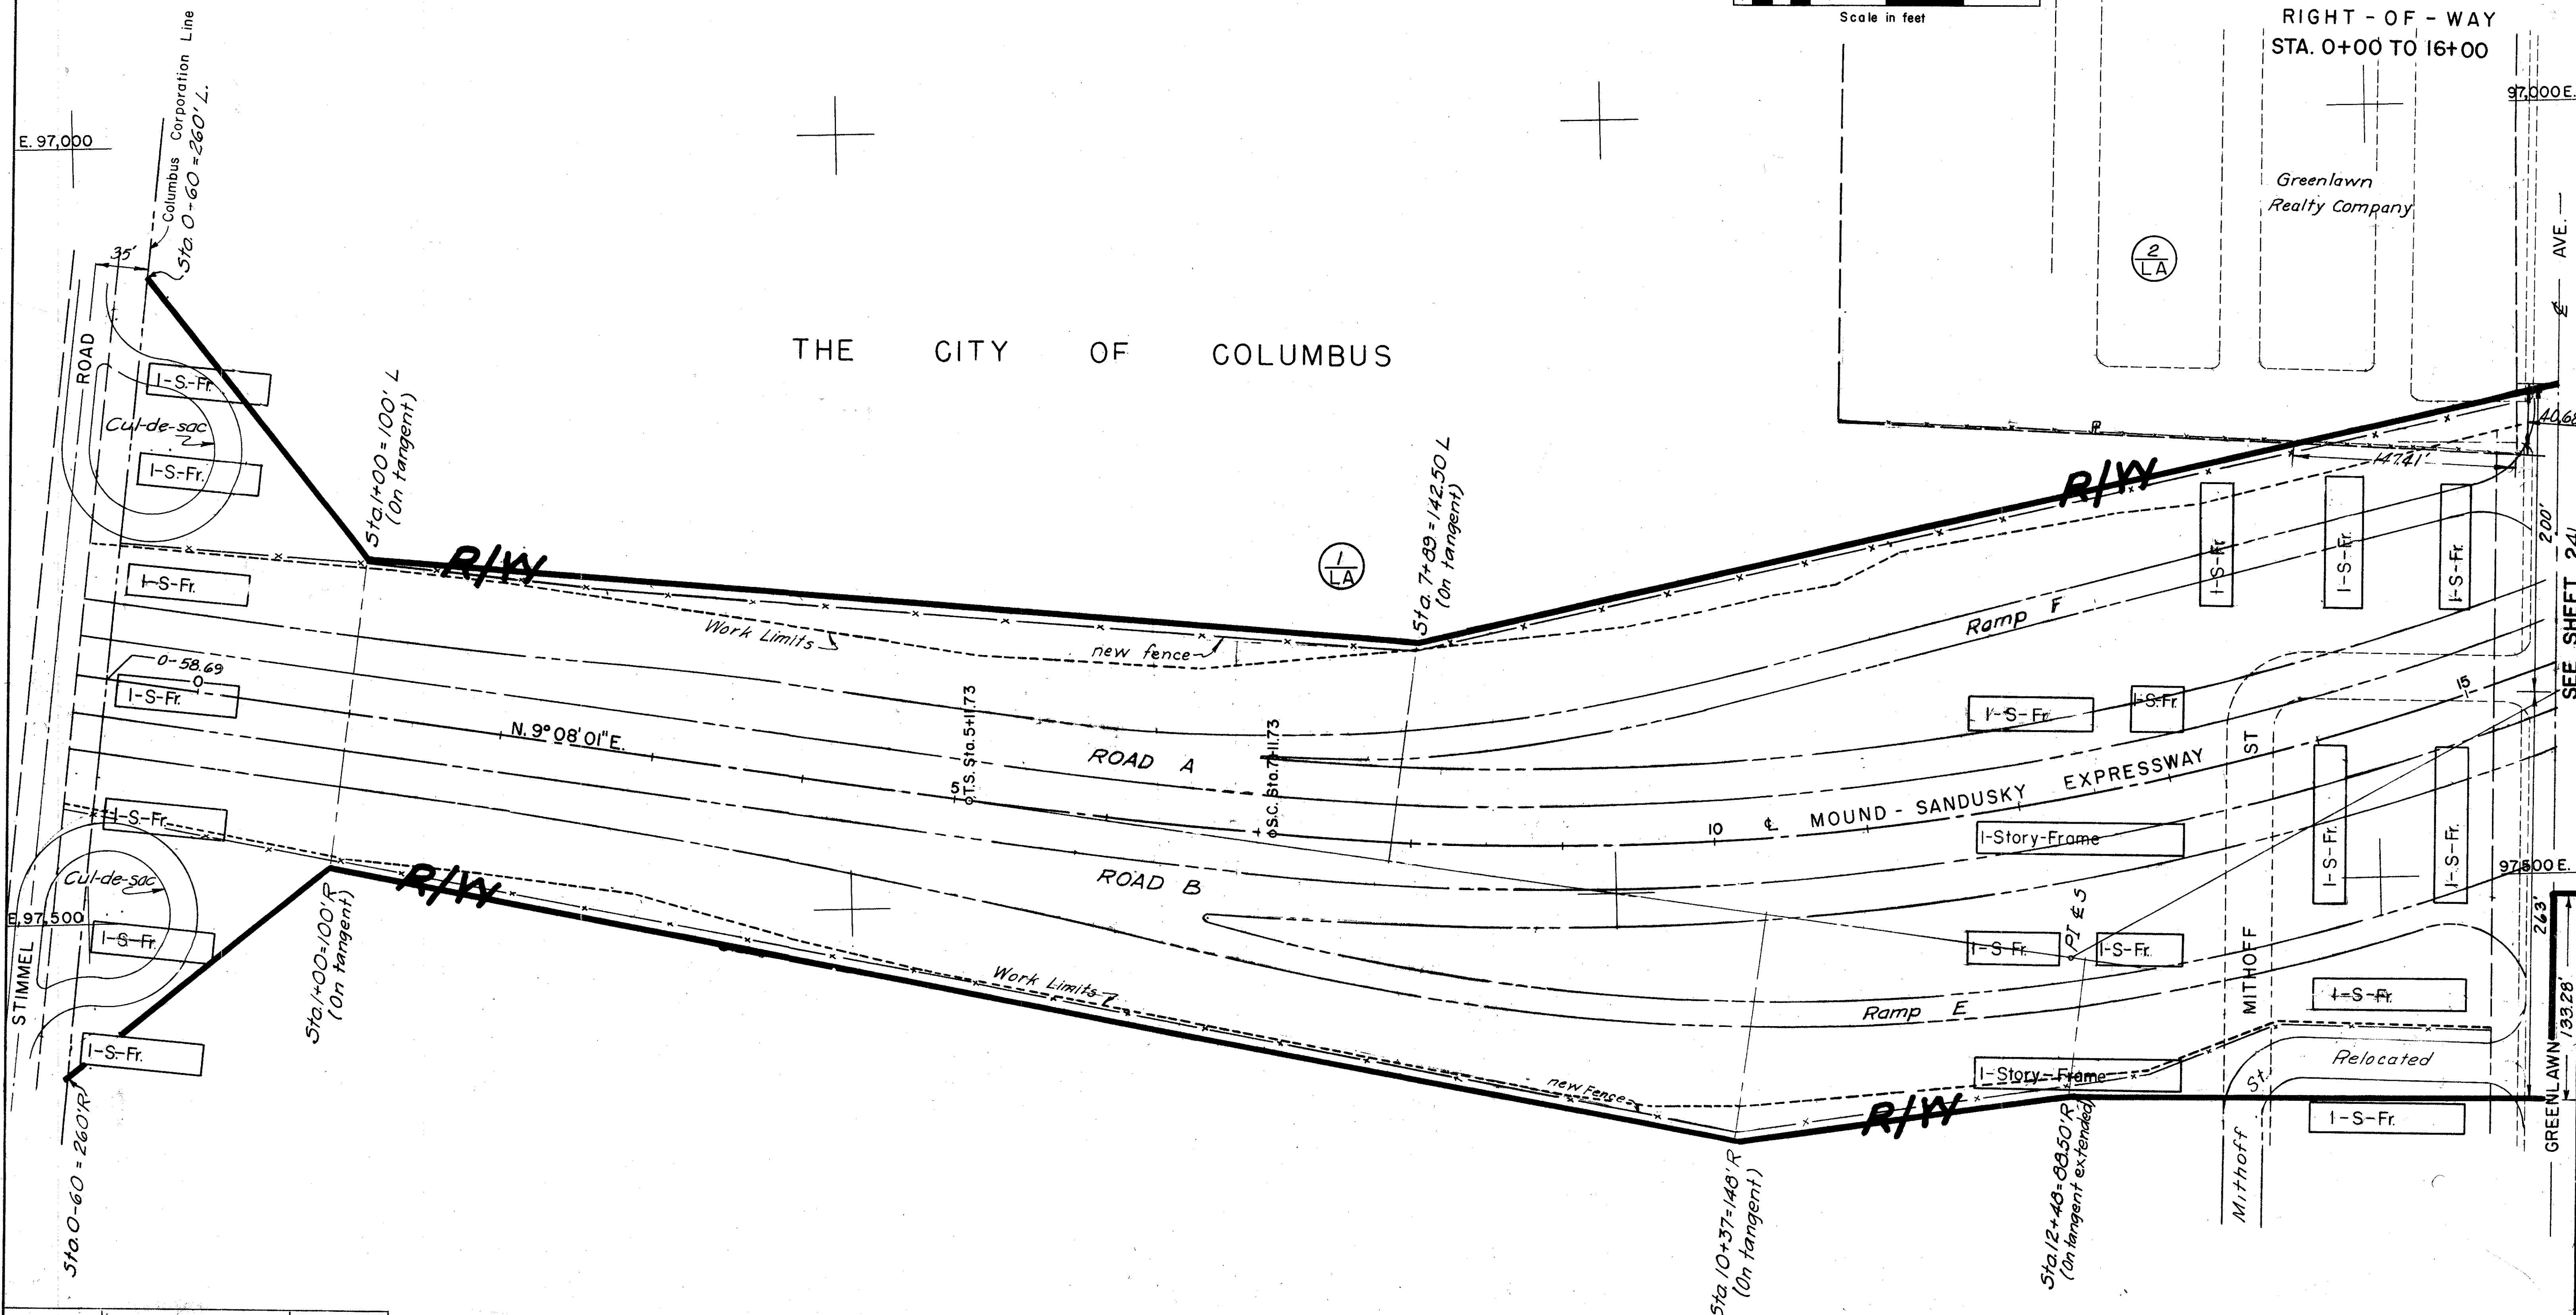 Scale in feet
RIGHT - OF - WAY
STA. 0+00 TO 16+00
E. 97,000
97,000 E.
Columbus Corporation Line
Sta. 0-60 = 260' L.
35'
ROAD
STIMMEL
Greenlawn
Realty Company
2
LA
AVE.
THE CITY OF COLUMBUS
1-S-Fr.
Cul-de-sac
1-S-Fr.
Sta. 1+00 = 100' L
(On tangent)
R/W
1
LA
Sta. 7+89 = 142.50 L
(On tangent)
R/W
147.41'
200'
SEE SHEET 241
1-S-Fr.
1-S-Fr.
1-S-Fr.
1-S-Fr.
Work Limits
new fence
Ramp F
0-58.69
0
1-S-Fr.
N. 9° 08' 01" E.
T.S. Sta. 5+11.73
5
S.C. Sta. 7+11.73
ROAD A
1-S-Fr.
1-S-Fr.
15
ST
MITHOFF
10
℄ MOUND - SANDUSKY EXPRESSWAY
1-S-Fr.
1-Story-Frame
1-S-Fr.
1-S-Fr.
Cul-de-sac
R/W
ROAD B
97,500 E.
E. 97,500
1-S-Fr.
Sta. 1+00 = 100' R
(On tangent)
1-S-Fr.
PI ℄ S
1-S-Fr.
263'
Work Limits
Ramp E
1-S-Fr.
133.28'
1-S-Fr.
new Fence
1-Story-Frame
Relocated
St.
GREENLAWN
Sta. 0-60 = 260' R
R/W
1-S-Fr.
Mithoff
Sta. 10+37 = 148' R
(On tangent)
Sta. 12+48 = 88.50' R
(On tangent extended)